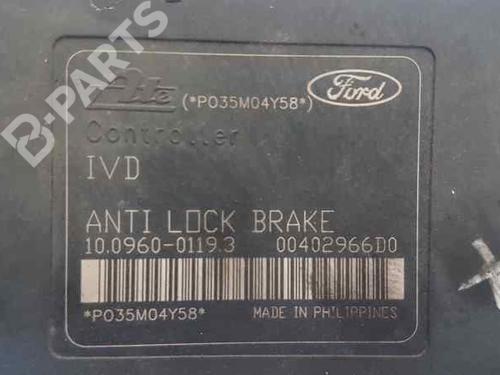 B-PARTS
Ate (*P035M04Y58*) Ford
Controller
IVD
ANTI LOCK BRAKE
10.0960-0119.3 00402966D0
*P035M04Y58* MADE IN PHILIPPINES